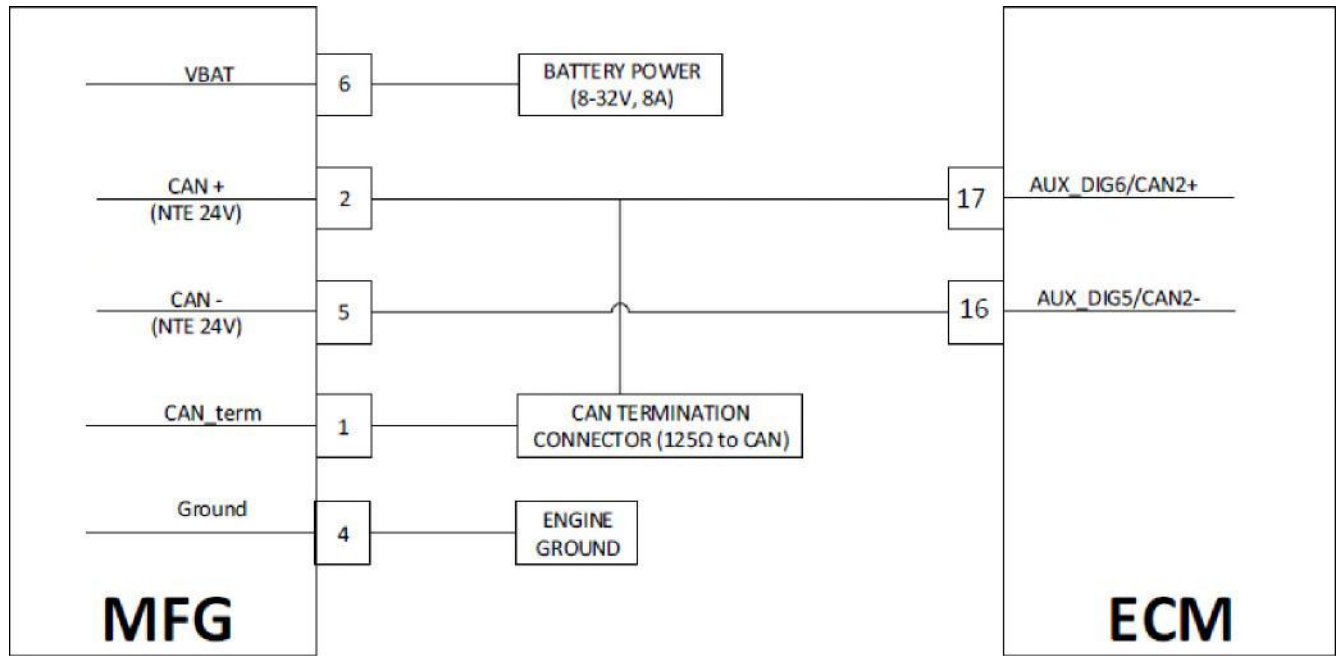 VBAT
6
BATTERY POWER
(8-32V, 8A)
CAN +
(NTE 24V)
2
17
AUX_DIG6/CAN2+
CAN -
(NTE 24V)
5
16
AUX_DIG5/CAN2-
CAN_term
1
CAN TERMINATION
CONNECTOR (125Ω to CAN)
Ground
4
ENGINE
GROUND
MFG
ECM